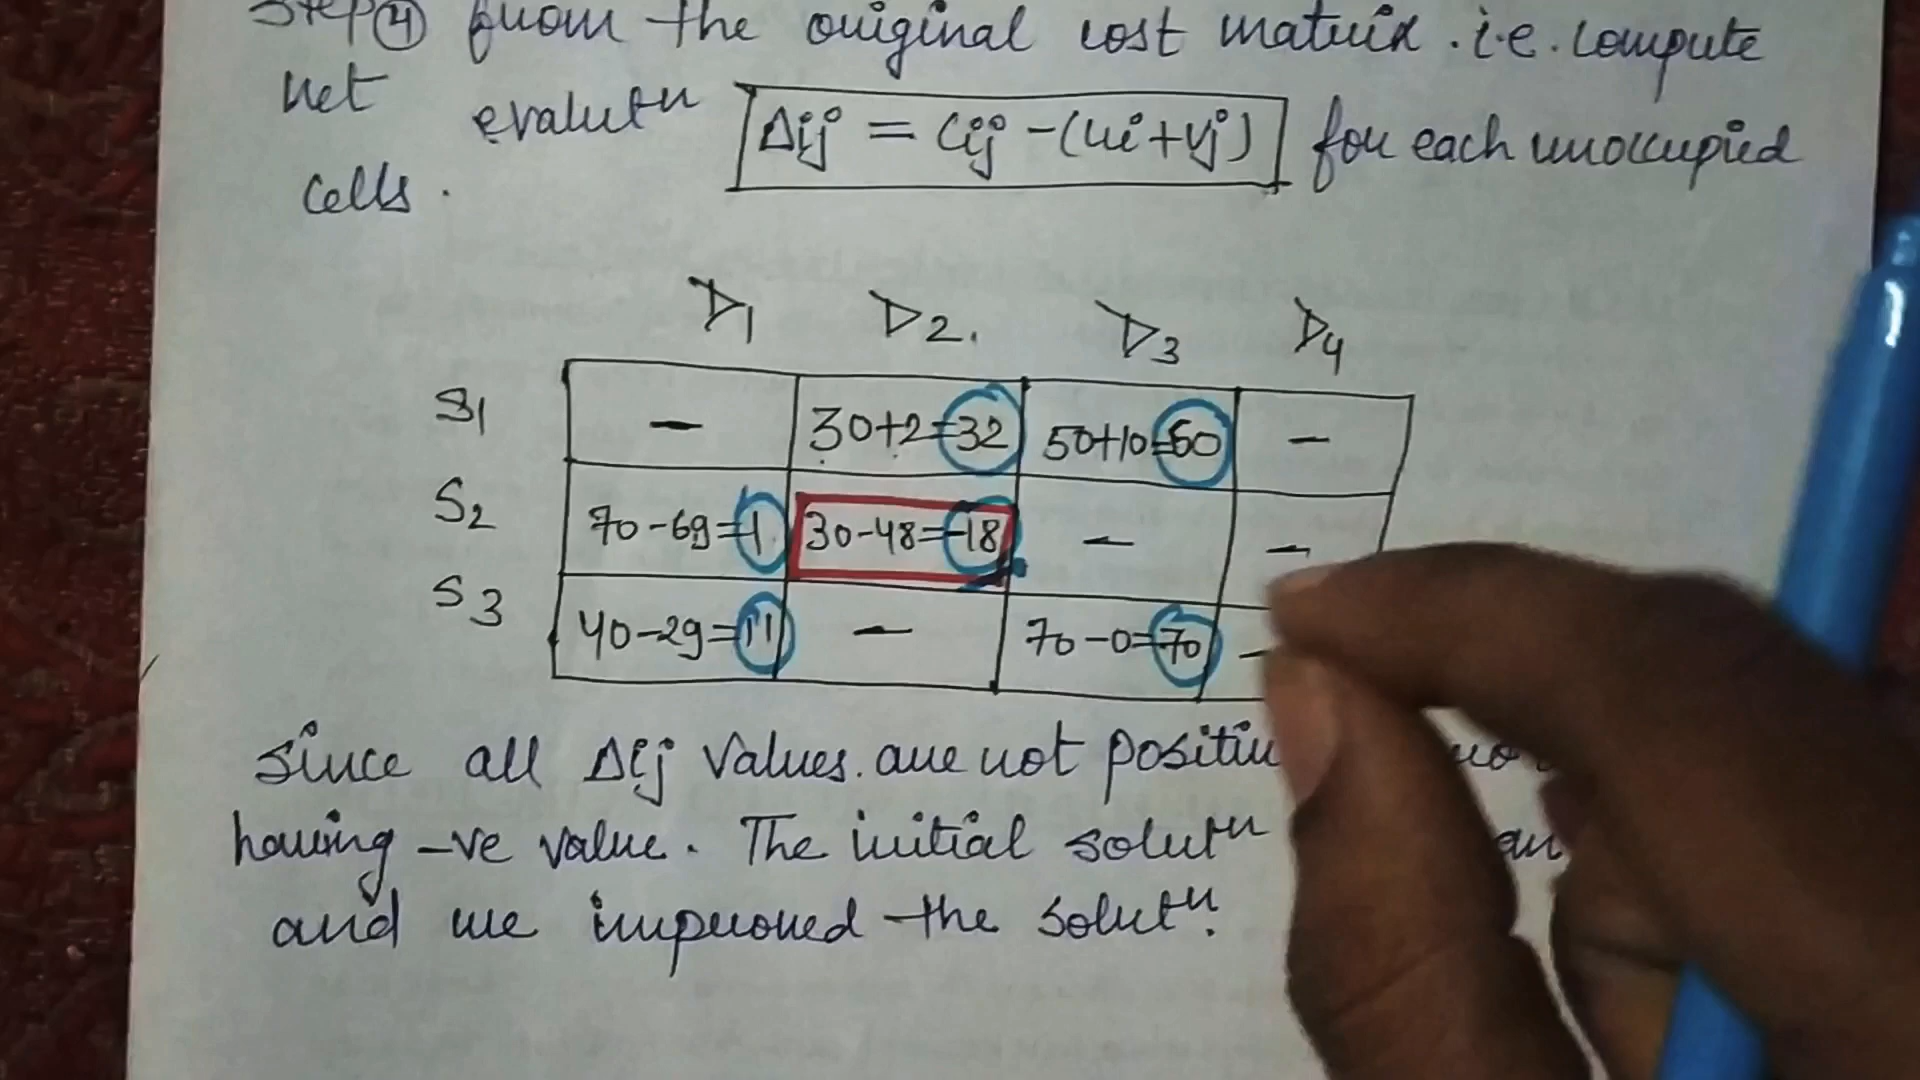 Step ④ from the original cost matrix. i.e. compute
net evalutⁿ Δij = Cij - (ui + vj) for each unoccupied
cells.
D1 D2. D3 D4
S1 — 30+2=32 50+10=60 —
S2 70-69=1 30-48=-18 — —
S3 40-29=11 — 70-0=70 —
Since all Δij values. are not
having -ve value. The initial solutⁿ
and we improved the solutⁿ.